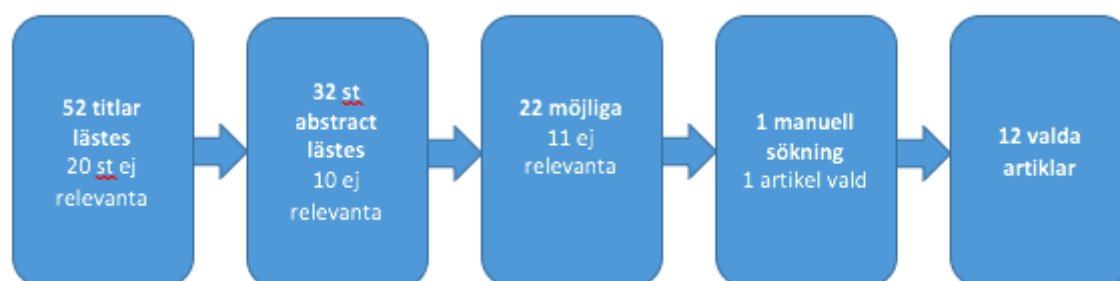 52 titlar
lästes
20 st ej
relevanta
32 st
abstract
lästes
10 ej
relevanta
22 möjliga
11 ej
relevanta
1 manuell
sökning
1 artikel vald
12 valda
artiklar